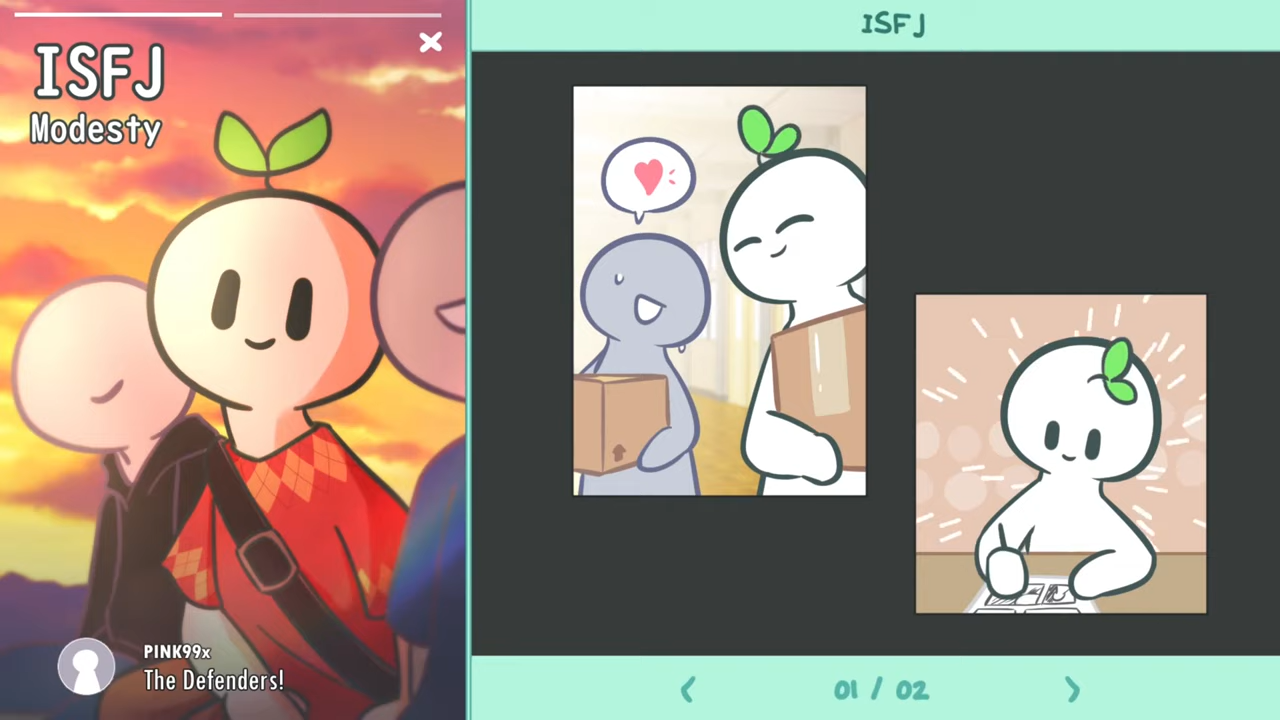 ISFJ
Modesty
PINK99x
The Defenders!
ISFJ
01 / 02